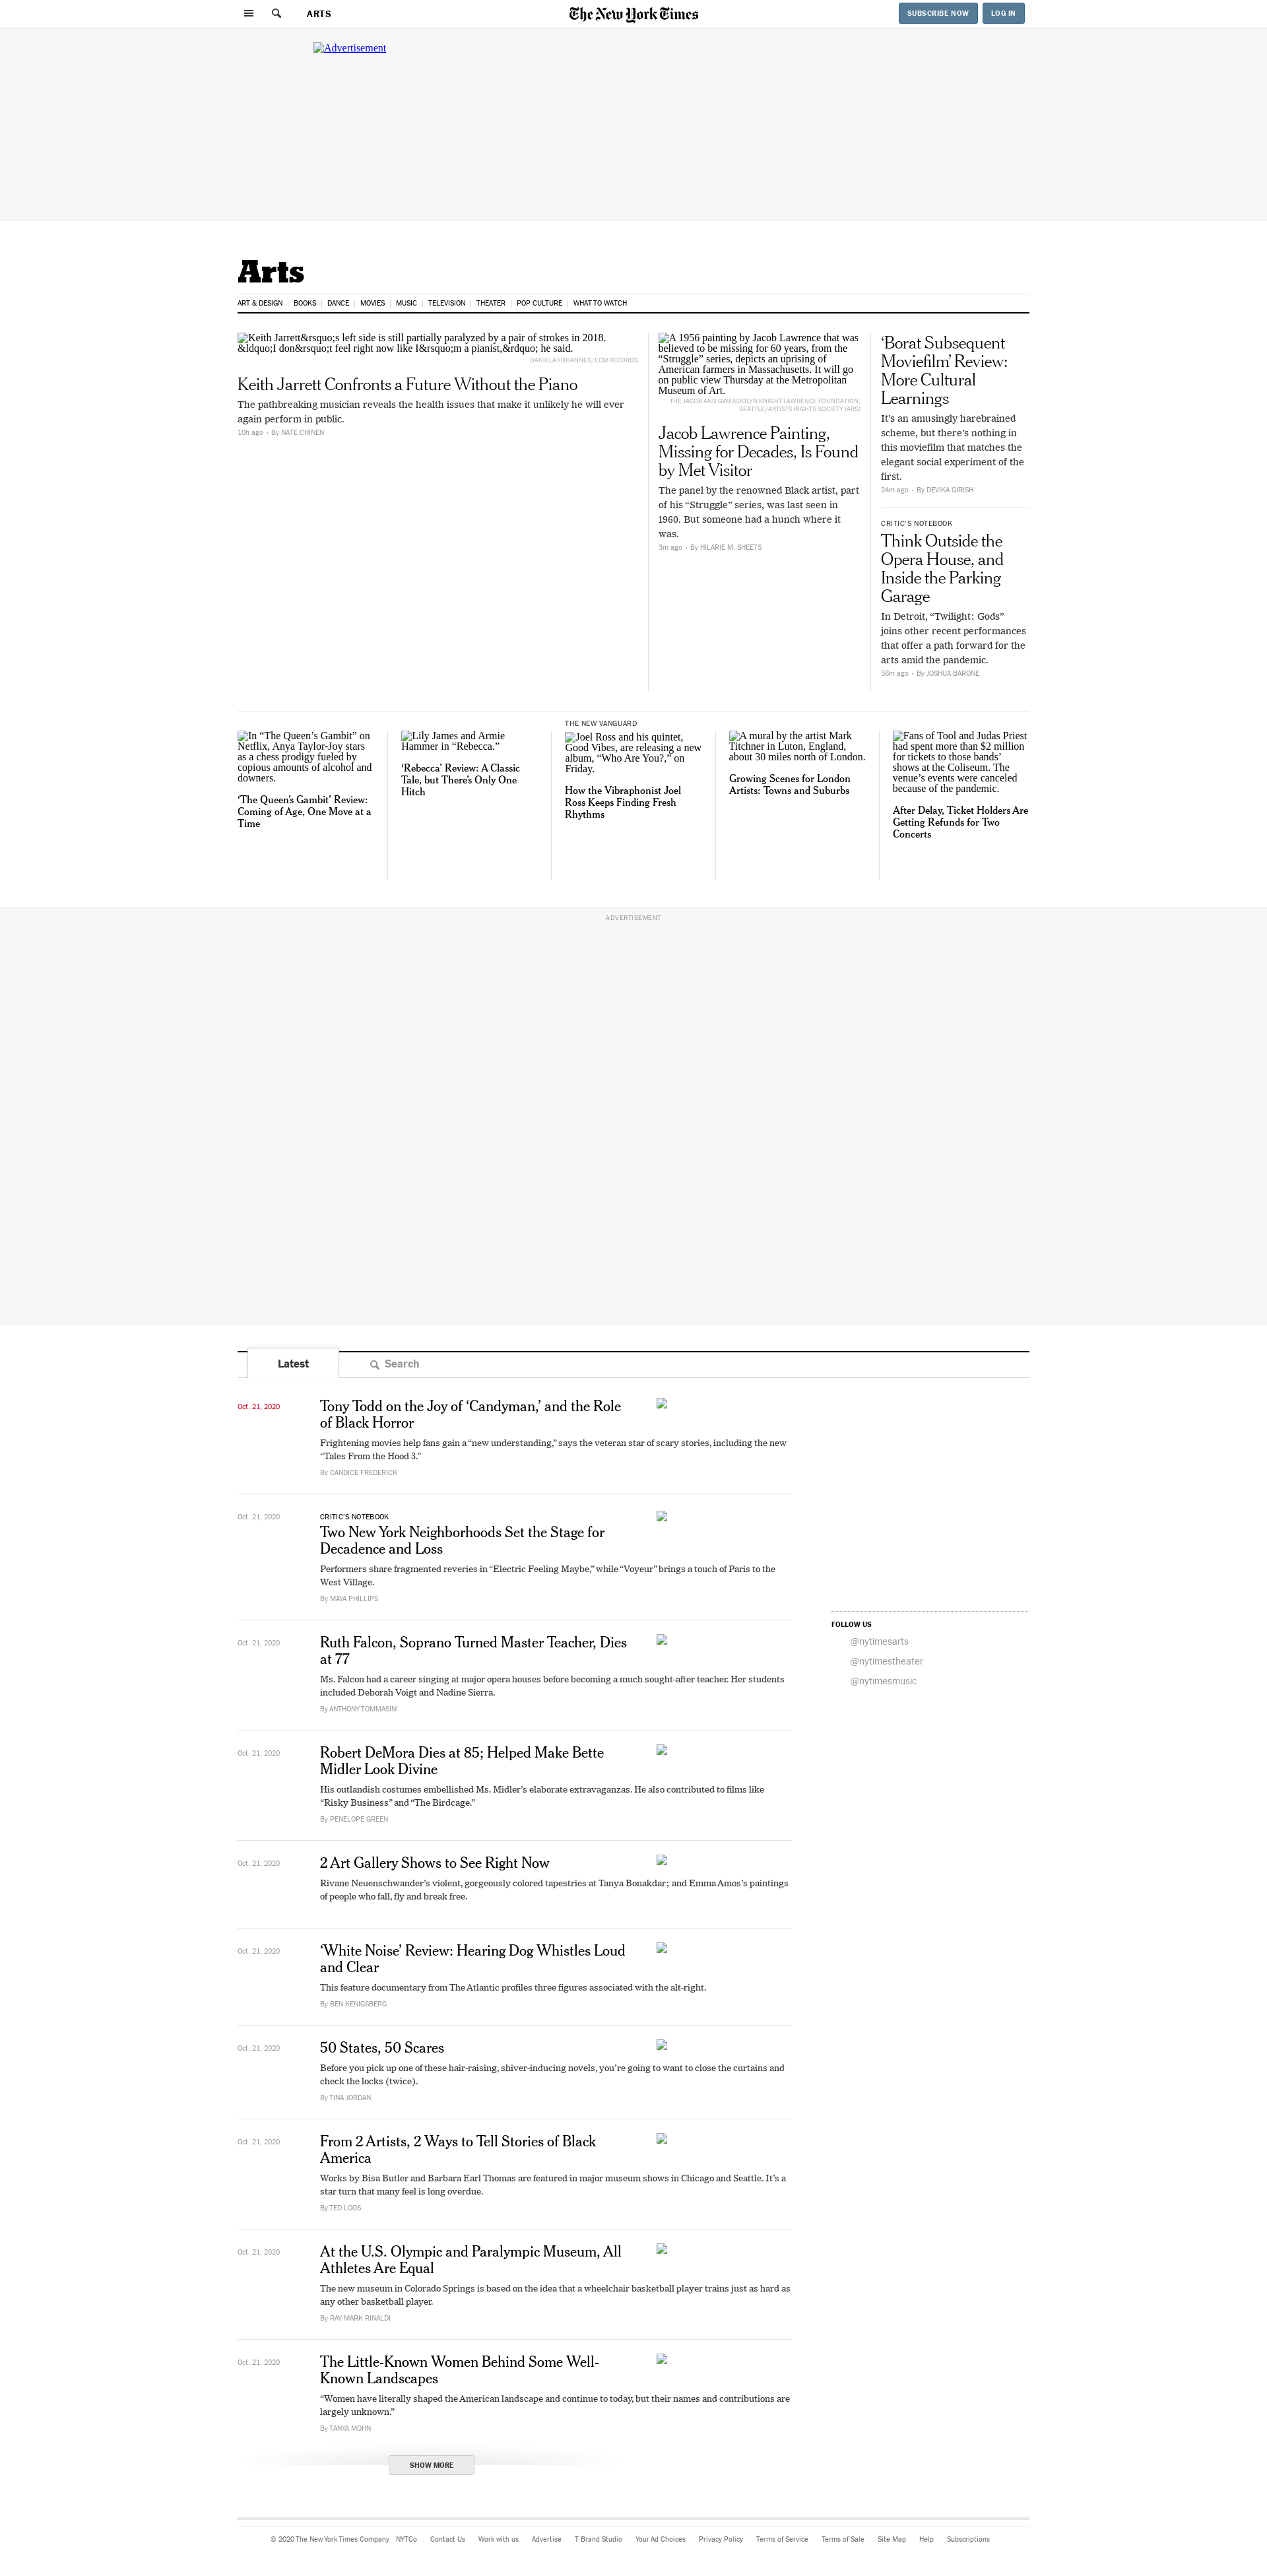 ARTS
The New York Times
SUBSCRIBE NOW
LOG IN
Advertisement
Arts
ART & DESIGN
BOOKS
DANCE
MOVIES
MUSIC
TELEVISION
THEATER
POP CULTURE
WHAT TO WATCH
Keith Jarrett&rsquo;s left side is still partially paralyzed by a pair of strokes in 2018.
&ldquo;I don&rsquo;t feel right now like I&rsquo;m a pianist,&rdquo; he said.
DANIELA YOHANNES/ECM RECORDS
Keith Jarrett Confronts a Future Without the Piano
The pathbreaking musician reveals the health issues that make it unlikely he will ever
again perform in public.
10h ago - By NATE CHINEN
A 1956 painting by Jacob Lawrence that was
believed to be missing for 60 years, from the
“Struggle” series, depicts an uprising of
American farmers in Massachusetts. It will go
on public view Thursday at the Metropolitan
Museum of Art.
THE JACOB AND GWENDOLYN KNIGHT LAWRENCE FOUNDATION,
SEATTLE/ARTISTS RIGHTS SOCIETY (ARS)
Jacob Lawrence Painting,
Missing for Decades, Is Found
by Met Visitor
The panel by the renowned Black artist, part
of his “Struggle” series, was last seen in
1960. But someone had a hunch where it
was.
3m ago - By HILARIE M. SHEETS
‘Borat Subsequent
Moviefilm’ Review:
More Cultural
Learnings
It’s an amusingly harebrained
scheme, but there’s nothing in
this moviefilm that matches the
elegant social experiment of the
first.
24m ago - By DEVIKA GIRISH
CRITIC’S NOTEBOOK
Think Outside the
Opera House, and
Inside the Parking
Garage
In Detroit, “Twilight: Gods”
joins other recent performances
that offer a path forward for the
arts amid the pandemic.
56m ago - By JOSHUA BARONE
In “The Queen’s Gambit” on
Netflix, Anya Taylor-Joy stars
as a chess prodigy fueled by
copious amounts of alcohol and
downers.
‘The Queen’s Gambit’ Review:
Coming of Age, One Move at a
Time
Lily James and Armie
Hammer in “Rebecca.”
‘Rebecca’ Review: A Classic
Tale, but There’s Only One
Hitch
THE NEW VANGUARD
Joel Ross and his quintet,
Good Vibes, are releasing a new
album, “Who Are You?,” on
Friday.
How the Vibraphonist Joel
Ross Keeps Finding Fresh
Rhythms
A mural by the artist Mark
Titchner in Luton, England,
about 30 miles north of London.
Growing Scenes for London
Artists: Towns and Suburbs
Fans of Tool and Judas Priest
had spent more than $2 million
for tickets to those bands’
shows at the Coliseum. The
venue’s events were canceled
because of the pandemic.
After Delay, Ticket Holders Are
Getting Refunds for Two
Concerts
ADVERTISEMENT
Latest
Search
Oct. 21, 2020
Tony Todd on the Joy of ‘Candyman,’ and the Role
of Black Horror
Frightening movies help fans gain a “new understanding,” says the veteran star of scary stories, including the new
“Tales From the Hood 3.”
By CANDICE FREDERICK
Oct. 21, 2020
CRITIC’S NOTEBOOK
Two New York Neighborhoods Set the Stage for
Decadence and Loss
Performers share fragmented reveries in “Electric Feeling Maybe,” while “Voyeur” brings a touch of Paris to the
West Village.
By MAYA PHILLIPS
FOLLOW US
@nytimesarts
@nytimestheater
@nytimesmusic
Oct. 21, 2020
Ruth Falcon, Soprano Turned Master Teacher, Dies
at 77
Ms. Falcon had a career singing at major opera houses before becoming a much sought-after teacher. Her students
included Deborah Voigt and Nadine Sierra.
By ANTHONY TOMMASINI
Oct. 21, 2020
Robert DeMora Dies at 85; Helped Make Bette
Midler Look Divine
His outlandish costumes embellished Ms. Midler’s elaborate extravaganzas. He also contributed to films like
“Risky Business” and “The Birdcage.”
By PENELOPE GREEN
Oct. 21, 2020
2 Art Gallery Shows to See Right Now
Rivane Neuenschwander’s violent, gorgeously colored tapestries at Tanya Bonakdar; and Emma Amos’s paintings
of people who fall, fly and break free.
Oct. 21, 2020
‘White Noise’ Review: Hearing Dog Whistles Loud
and Clear
This feature documentary from The Atlantic profiles three figures associated with the alt-right.
By BEN KENIGSBERG
Oct. 21, 2020
50 States, 50 Scares
Before you pick up one of these hair-raising, shiver-inducing novels, you’re going to want to close the curtains and
check the locks (twice).
By TINA JORDAN
Oct. 21, 2020
From 2 Artists, 2 Ways to Tell Stories of Black
America
Works by Bisa Butler and Barbara Earl Thomas are featured in major museum shows in Chicago and Seattle. It’s a
star turn that many feel is long overdue.
By TED LOOS
Oct. 21, 2020
At the U.S. Olympic and Paralympic Museum, All
Athletes Are Equal
The new museum in Colorado Springs is based on the idea that a wheelchair basketball player trains just as hard as
any other basketball player.
By RAY MARK RINALDI
Oct. 21, 2020
The Little-Known Women Behind Some Well-
Known Landscapes
“Women have literally shaped the American landscape and continue to today, but their names and contributions are
largely unknown.”
By TANYA MOHN
SHOW MORE
© 2020 The New York Times Company NYTCo Contact Us Work with us Advertise T Brand Studio Your Ad Choices Privacy Policy Terms of Service Terms of Sale Site Map Help Subscriptions